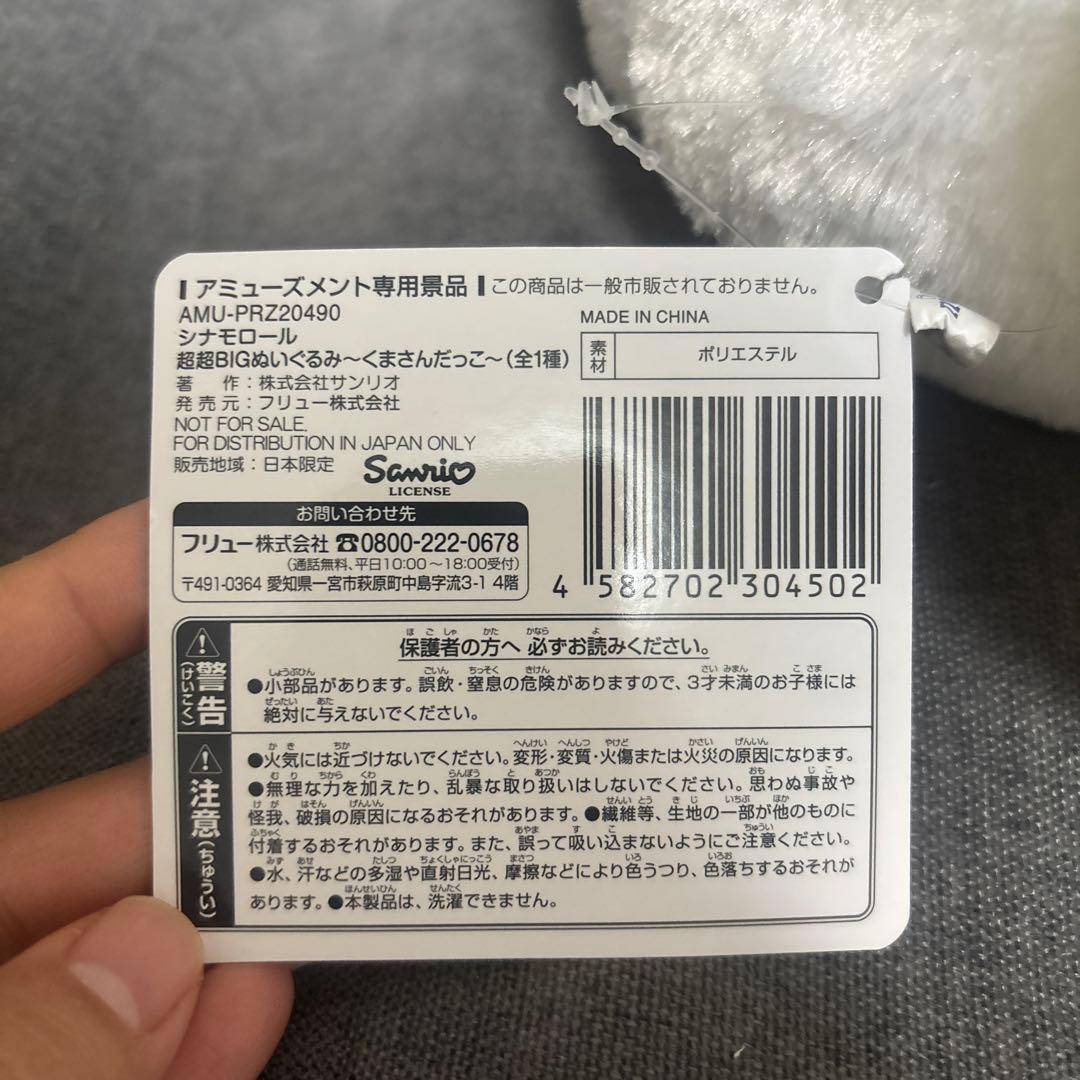 アミューズメント専用景品 この商品は一般市販されておりません。
AMU-PRZ20490
シナモロール
超超BIGぬいぐるみ～くまさんだっこ～(全1種)
著 作：株式会社サンリオ
発 売 元：フリュー株式会社
NOT FOR SALE.
FOR DISTRIBUTION IN JAPAN ONLY
販売地域：日本限定
Sanrio
LICENSE
MADE IN CHINA
素材 ポリエステル
4 582702 304502
お問い合わせ先
フリュー株式会社 ☎0800-222-0678
(通話無料、平日10:00～18:00受付)
〒491-0364 愛知県一宮市萩原町中島字流3-1 4階
警告(けいこく)
保護者の方へ 必ずお読みください。
●小部品があります。誤飲・窒息の危険がありますので、3才未満のお子様には
絶対に与えないでください。
注意(ちゅうい)
●火気には近づけないでください。変形・変質・火傷または火災の原因になります。
●無理な力を加えたり、乱暴な取り扱いはしないでください。思わぬ事故や
怪我、破損の原因になるおそれがあります。●繊維等、生地の一部が他のものに
付着するおそれがあります。また、誤って吸い込まないようにご注意ください。
●水、汗などの多湿や直射日光、摩擦などにより色うつり、色落ちするおそれが
あります。●本製品は、洗濯できません。